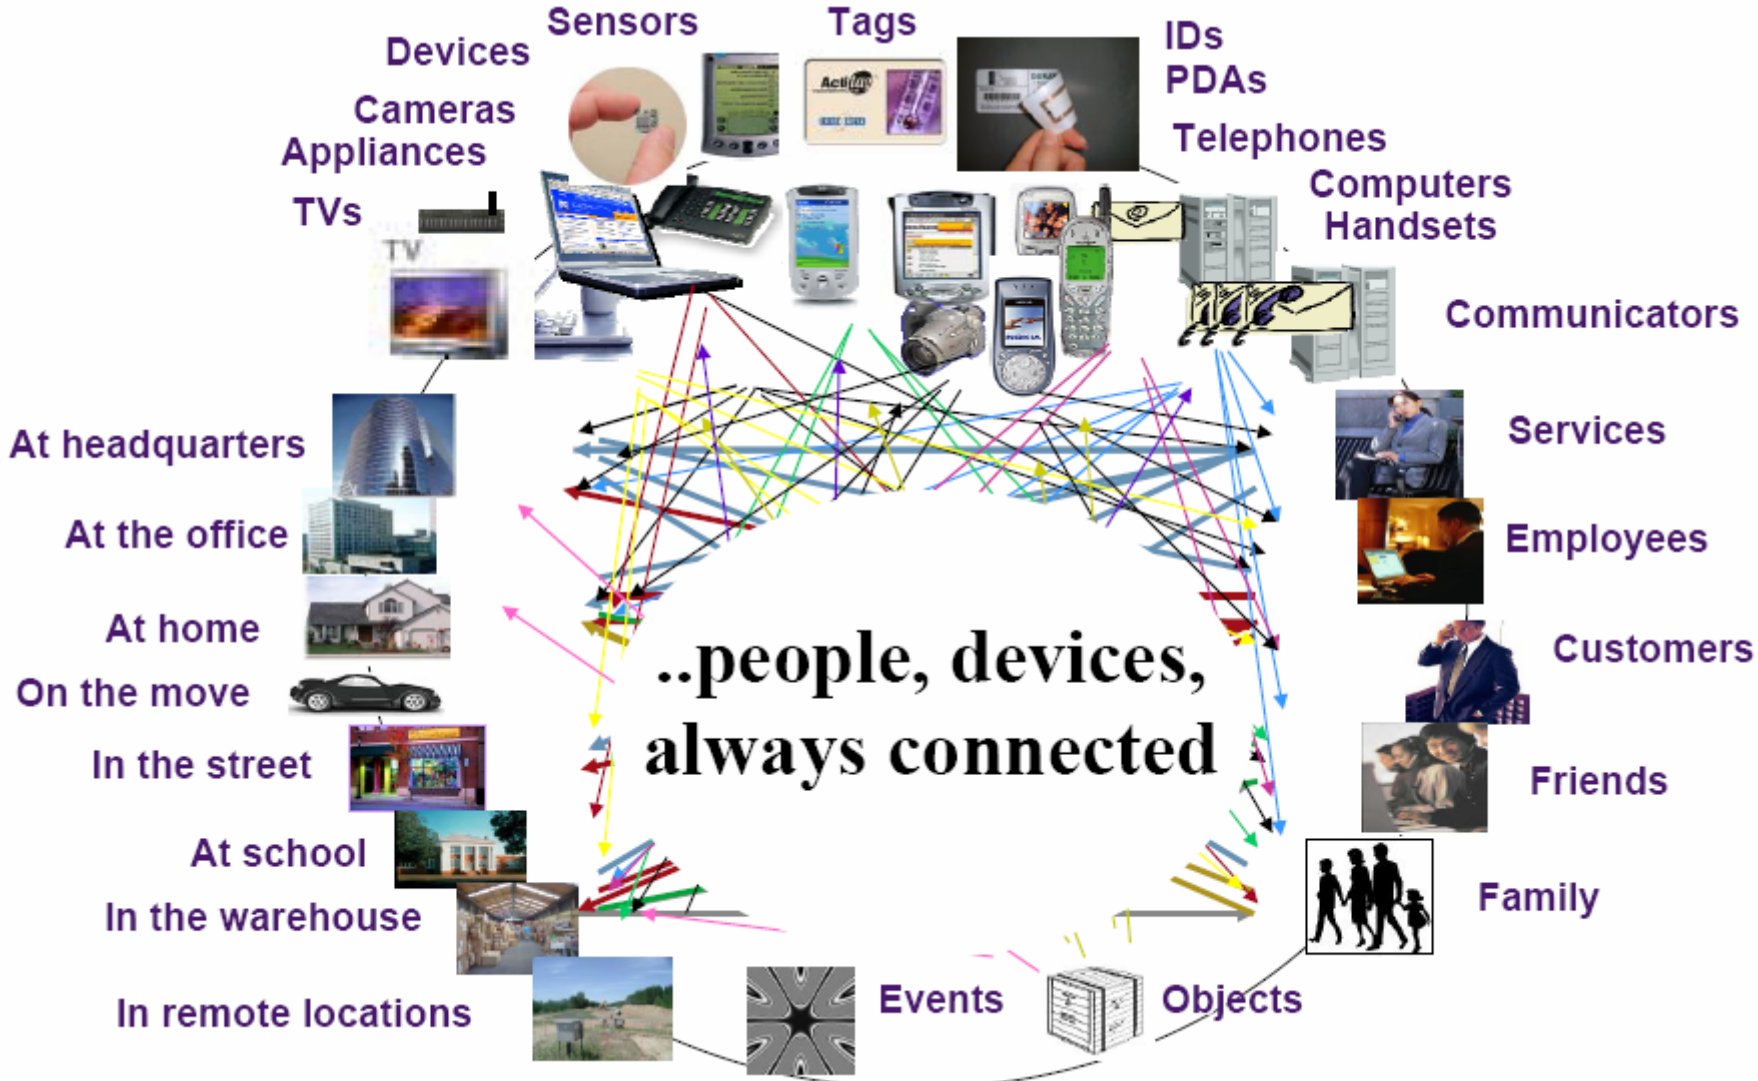 Sensors
Tags
IDs
PDAs
Devices
Cameras
Appliances
TVs
TV
Telephones
Computers
Handsets
Communicators
At headquarters
At the office
At home
On the move
In the street
At school
In the warehouse
In remote locations
Services
Employees
Customers
Friends
Family
..people, devices,
always connected
Events
Objects